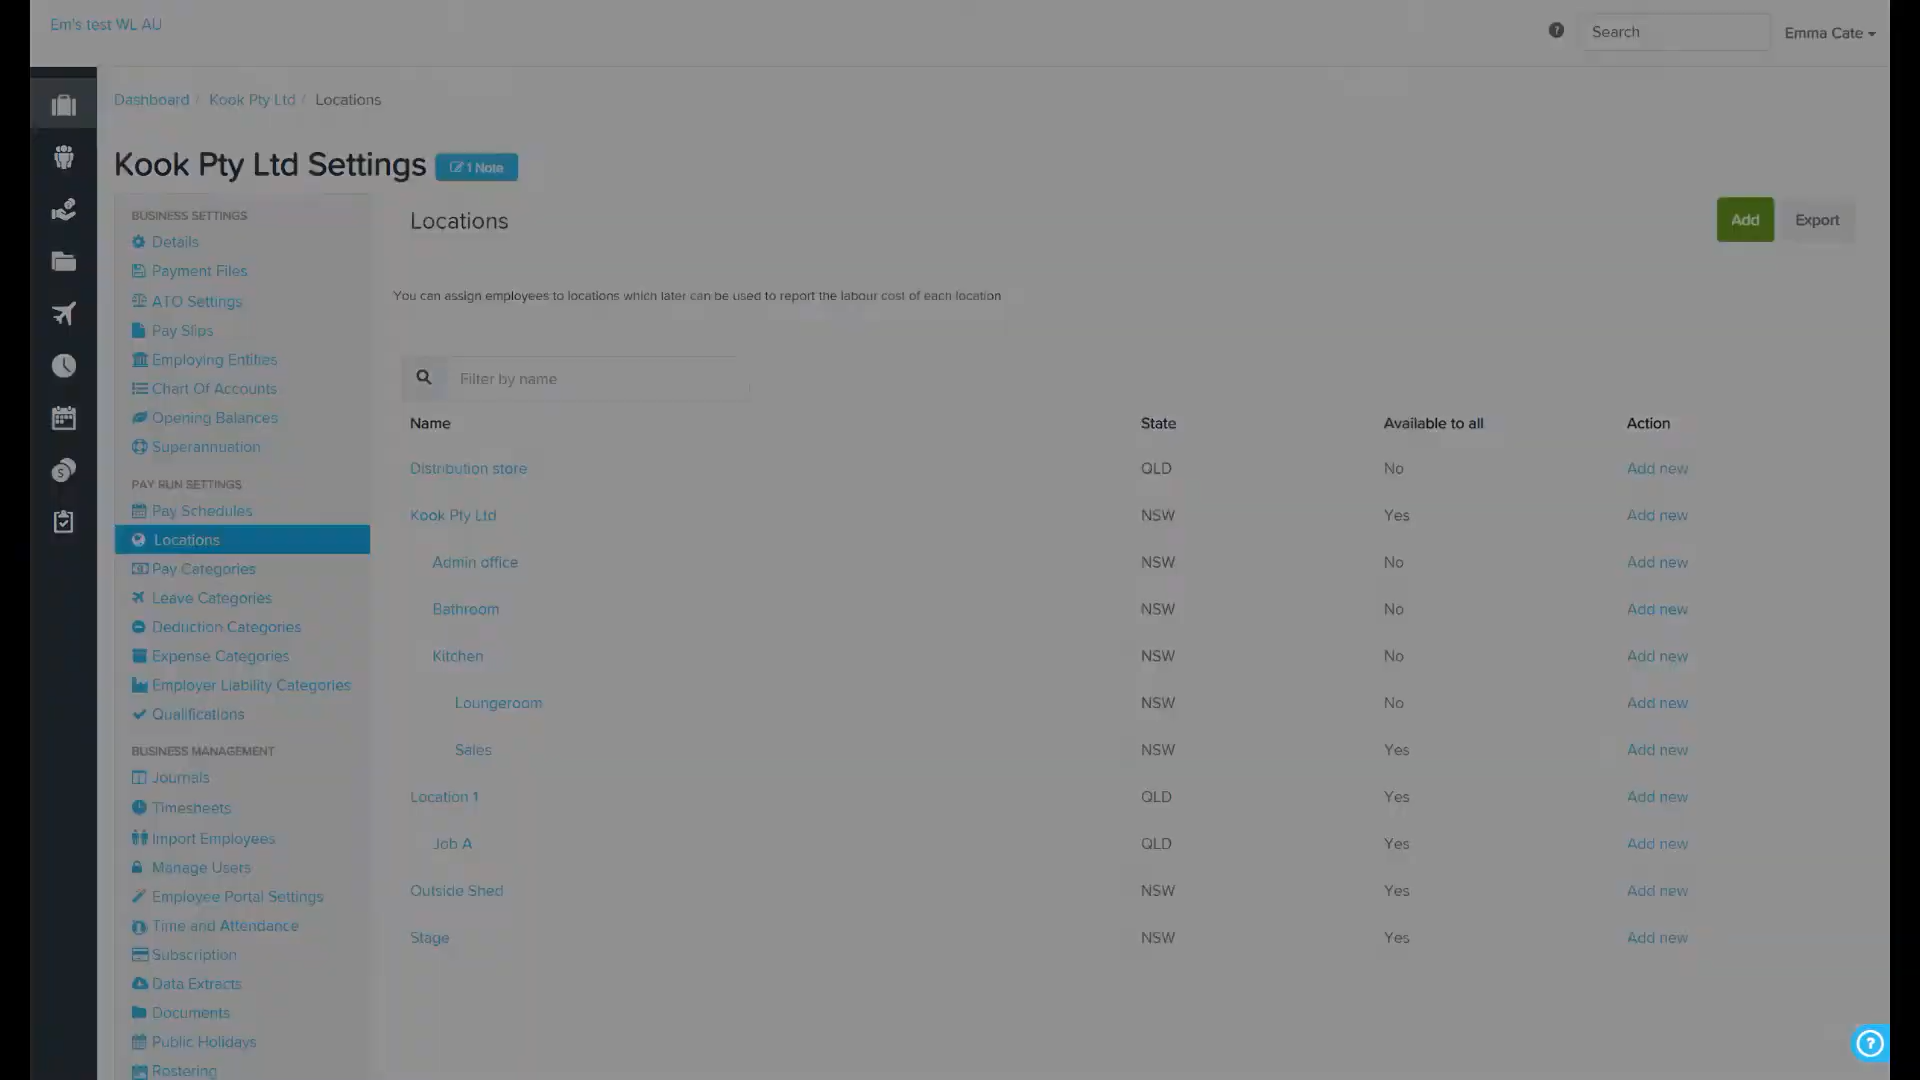 Em's test WL AU
Search
Emma Cate
Dashboard / Kook Pty Ltd / Locations
Kook Pty Ltd Settings
1 Note
BUSINESS SETTINGS
Details
Payment Files
ATO Settings
Pay Slips
Employing Entities
Chart Of Accounts
Opening Balances
Superannuation
PAY RUN SETTINGS
Pay Schedules
Locations
Pay Categories
Leave Categories
Deduction Categories
Expense Categories
Employer Liability Categories
Qualifications
BUSINESS MANAGEMENT
Journals
Timesheets
Import Employees
Manage Users
Employee Portal Settings
Time and Attendance
Subscription
Data Extracts
Documents
Public Holidays
Rostering
Locations
Add
Export
You can assign employees to locations which later can be used to report the labour cost of each location
Filter by name
Name State Available to all Action
Distribution store QLD No Add new
Kook Pty Ltd NSW Yes Add new
Admin office NSW No Add new
Bathroom NSW No Add new
Kitchen NSW No Add new
Loungeroom NSW No Add new
Sales NSW Yes Add new
Location 1 QLD Yes Add new
Job A QLD Yes Add new
Outside Shed NSW Yes Add new
Stage NSW Yes Add new